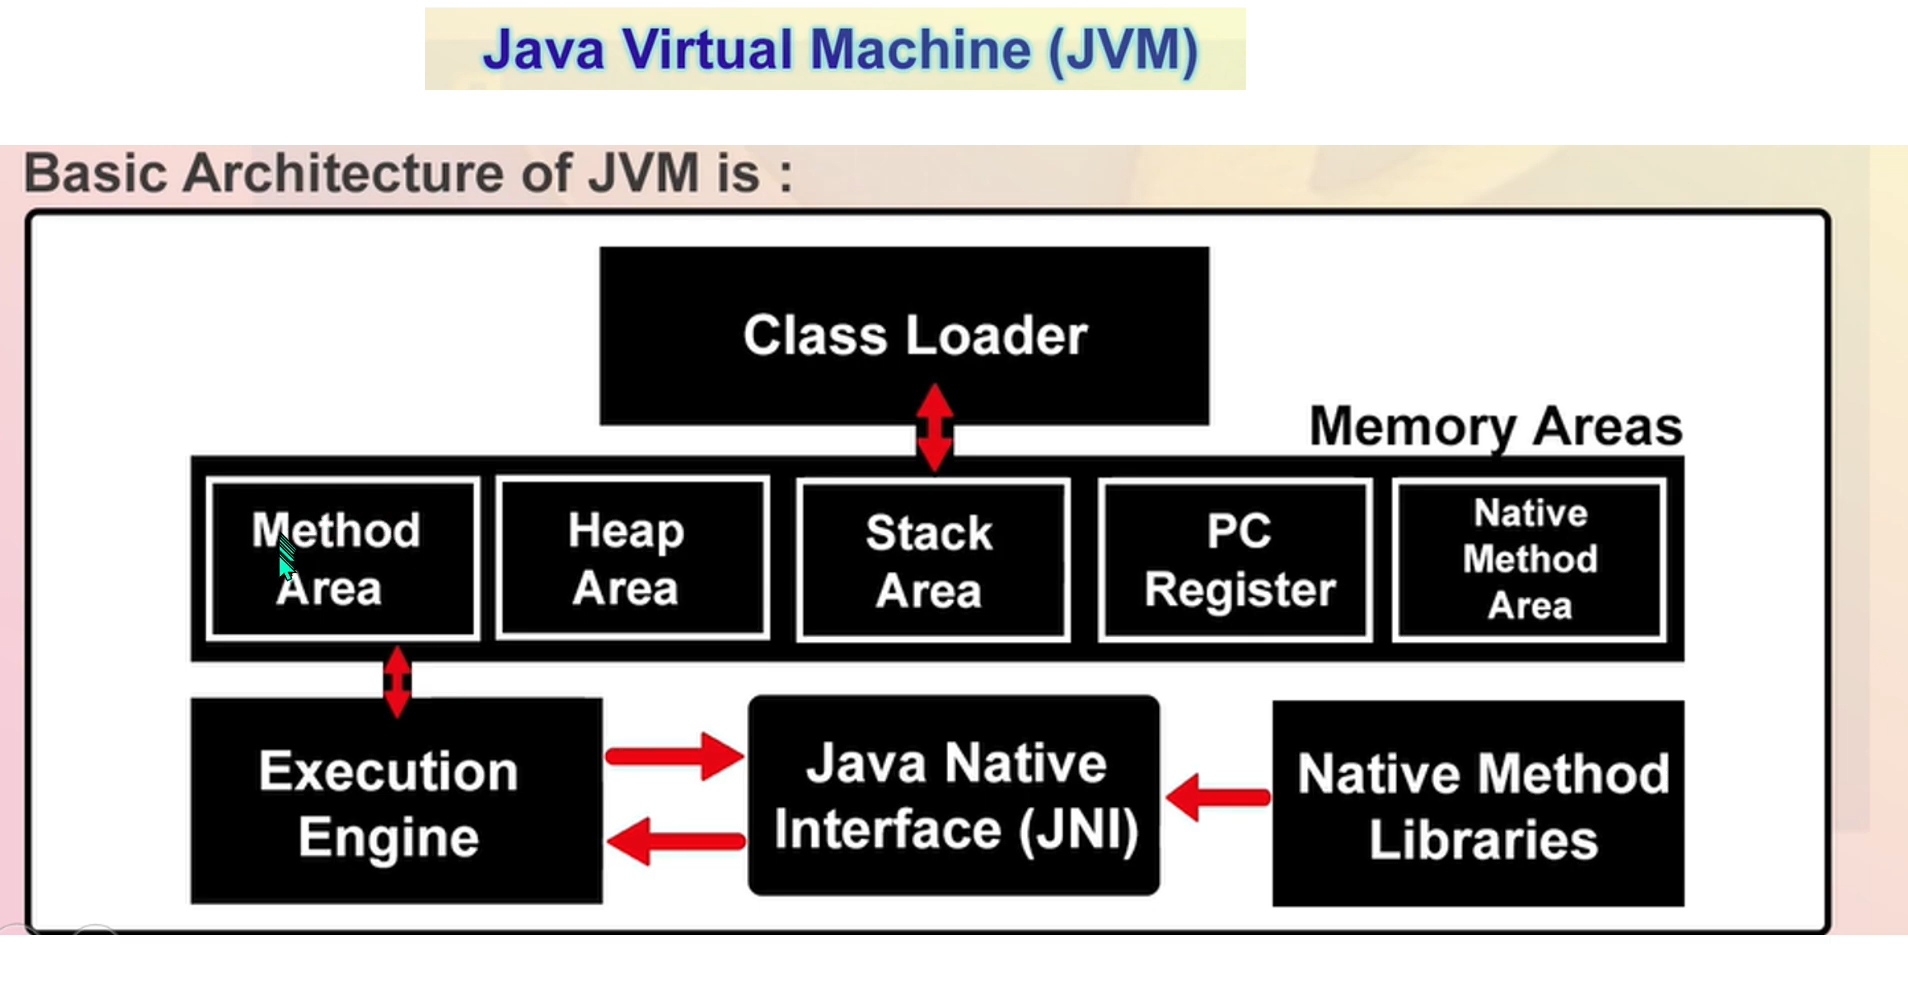 Java Virtual Machine (JVM)
Basic Architecture of JVM is :
Class Loader
Memory Areas
Method
Area
Heap
Area
Stack
Area
PC
Register
Native
Method
Area
Execution
Engine
Java Native
Interface (JNI)
Native Method
Libraries